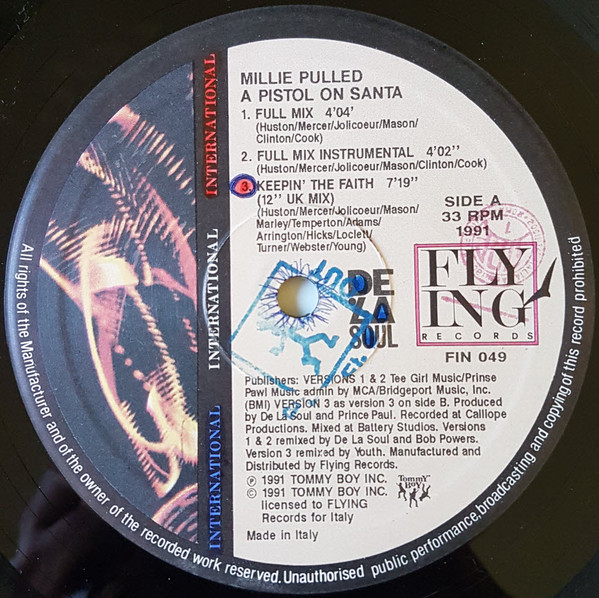 MILLIE PULLED
A PISTOL ON SANTA
1. FULL MIX 4'04'
(Huston/Mercer/Jolicoeur/Mason/
Clinton/Cook)
2. FULL MIX INSTRUMENTAL 4'02"
(Huston/Mercer/Jolicoeur/Mason/Clinton/Cook)
3. KEEPIN' THE FAITH 7'19"
(12" UK MIX)
(Huston/Mercer/Jolicoeur/Mason/
Marley/Temperton/Adams/
Arrington/Hicks/Loclett/
Turner/Webster/Young)
SIDE A
33 RPM
1991
DE
LA
SOUL
FLY
ING
RECORDS
FIN 049
Publishers: VERSIONS 1 & 2 Tee Girl Music/Prinse
Pawl Music admin by MCA/Bridgeport Music, Inc.
(BMI) VERSION 3 as version 3 on side B. Produced
by De La Soul and Prince Paul. Recorded at Calliope
Productions. Mixed at Battery Studios. Versions
1 & 2 remixed by De La Soul and Bob Powers.
Version 3 remixed by Youth. Manufactured and
Distributed by Flying Records.
℗ 1991 TOMMY BOY INC.
© 1991 TOMMY BOY INC.
licensed to FLYING
Records for Italy
Made in Italy
Tommy
Boy
INTERNATIONAL
INTERNATIONAL
INTERNATIONAL
All rights of the Manufacturer and of the owner of the recorded work reserved. Unauthorised public performance, broadcasting and copying of this record prohibited